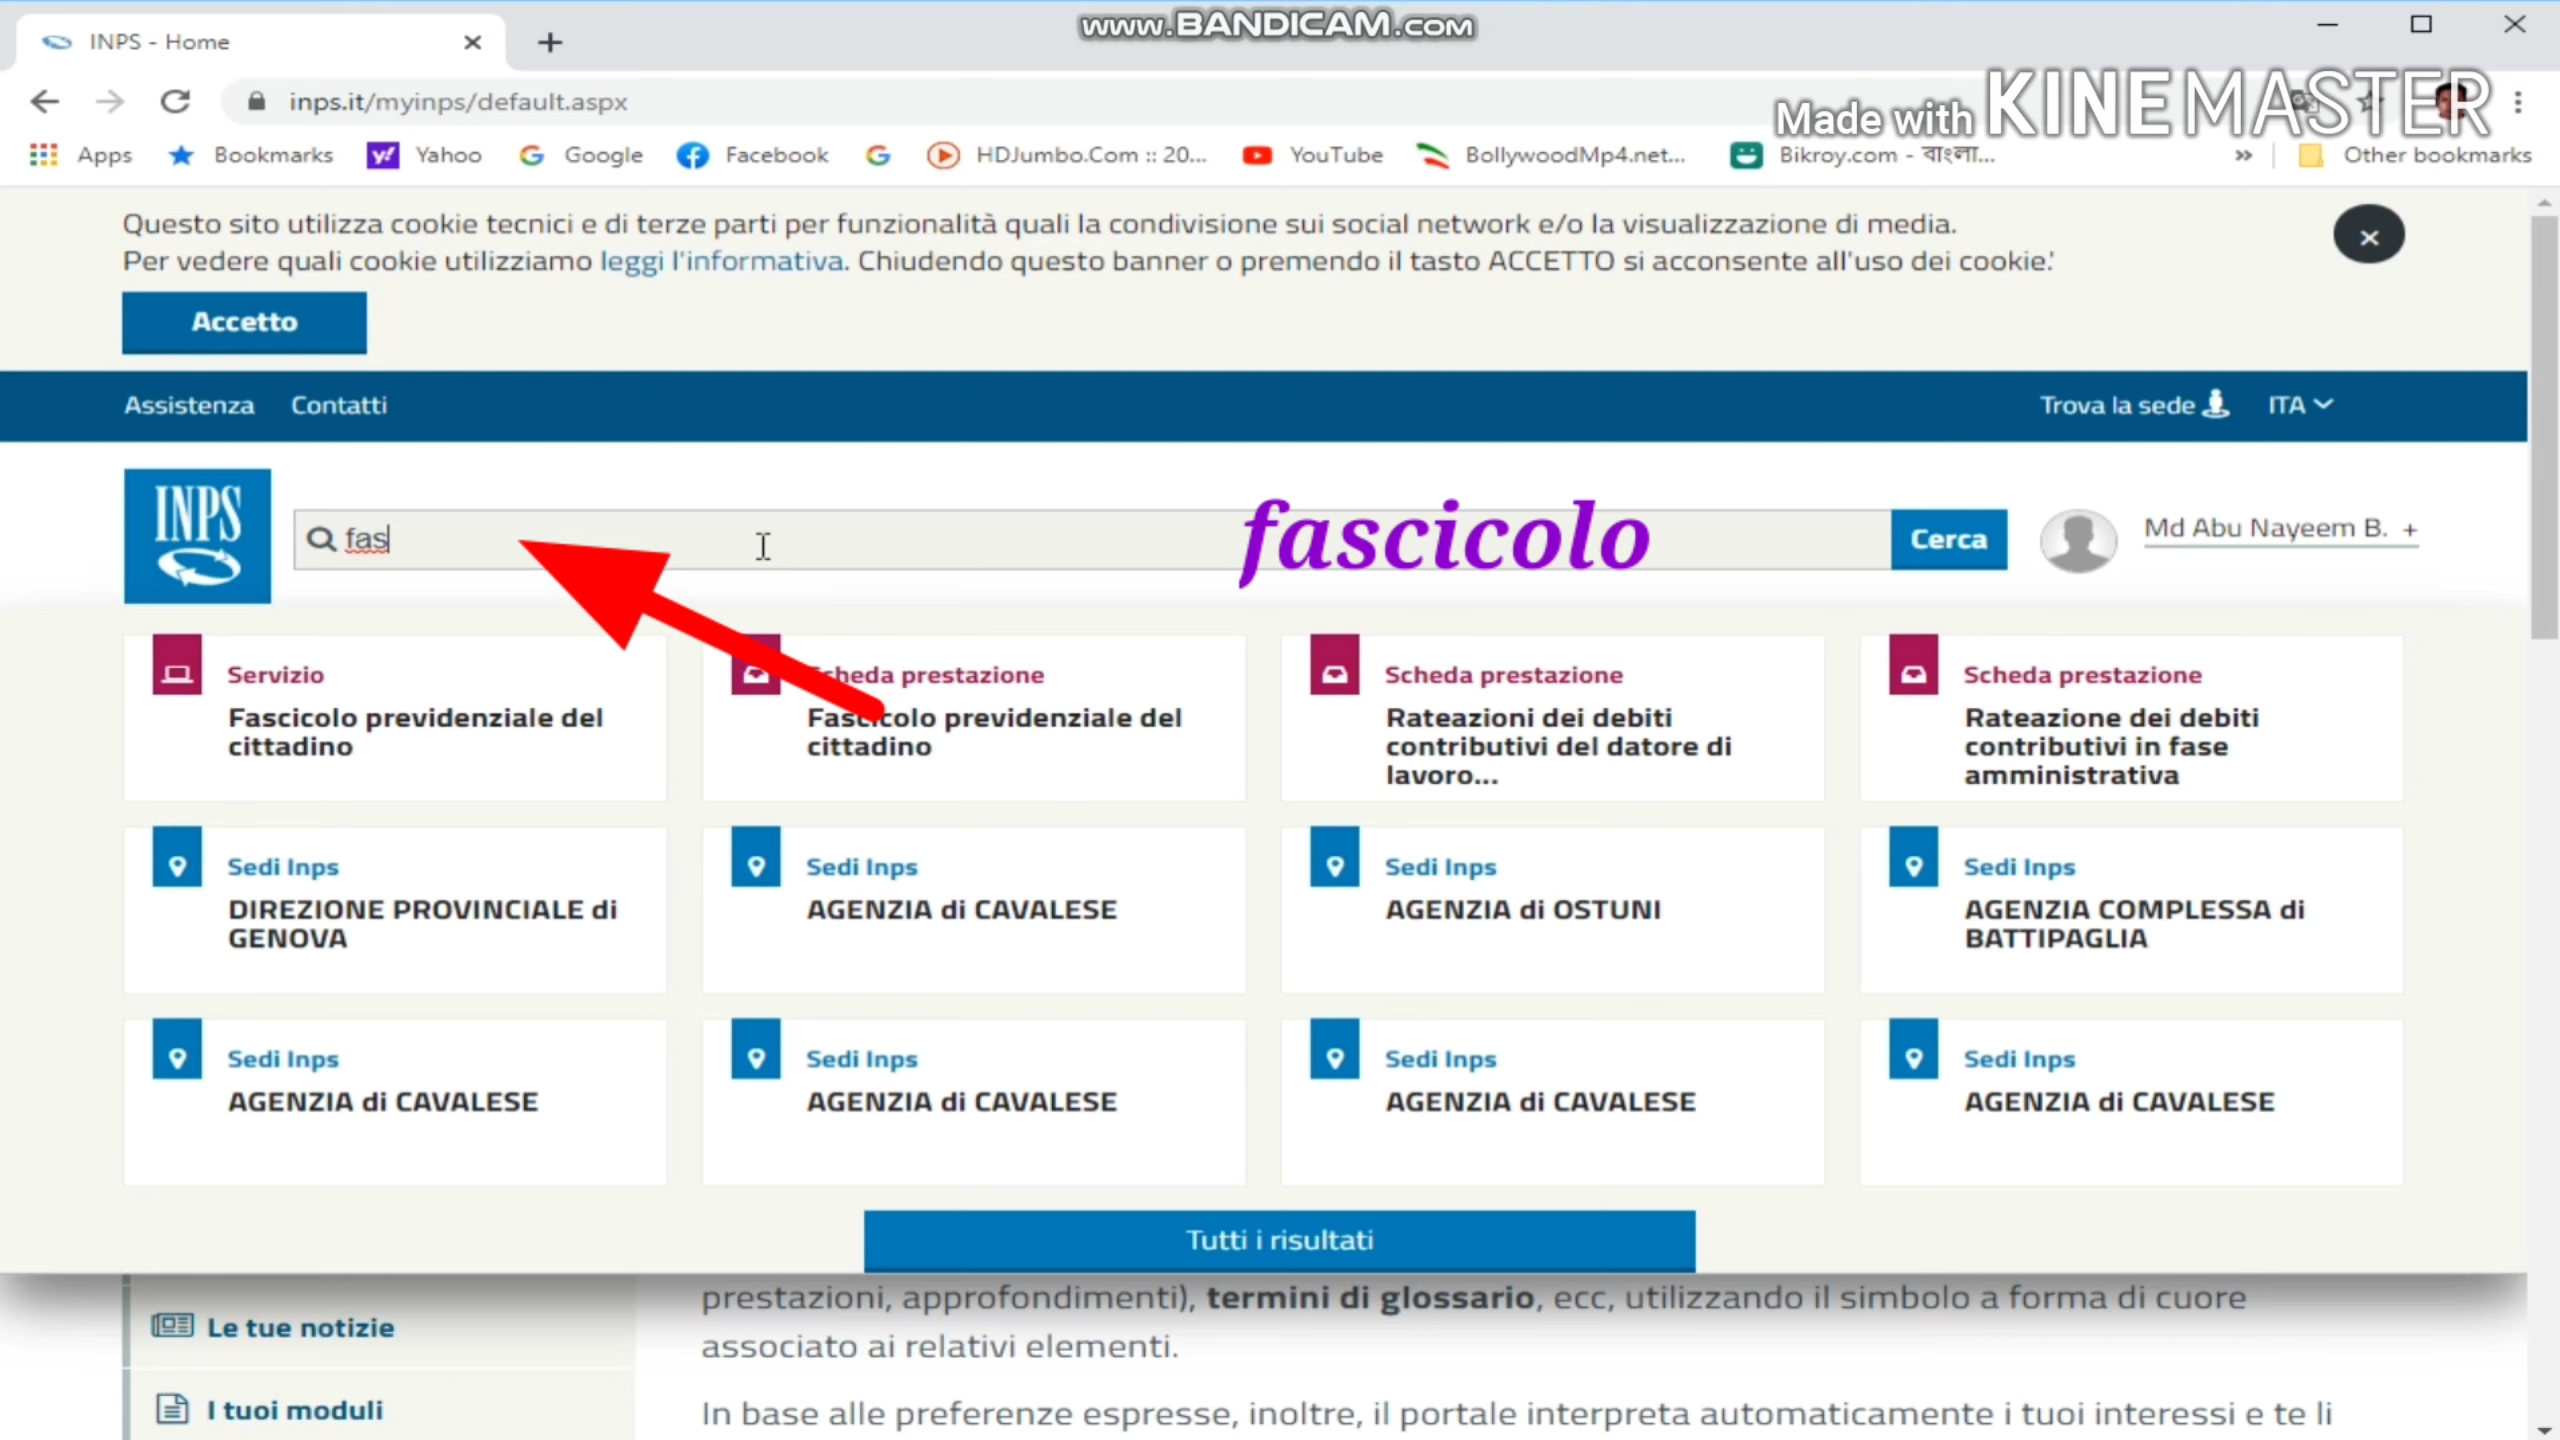 www.BANDICAM.com
INPS - Home
inps.it/myinps/default.aspx
Made with KINEMASTER
Apps
Bookmarks
Yahoo
Google
Facebook
HDJumbo.Com :: 20...
YouTube
BollywoodMp4.net...
Bikroy.com - বাংলা...
»
Other bookmarks
Questo sito utilizza cookie tecnici e di terze parti per funzionalità quali la condivisione sui social network e/o la visualizzazione di media.
Per vedere quali cookie utilizziamo leggi l'informativa. Chiudendo questo banner o premendo il tasto ACCETTO si acconsente all'uso dei cookie.'
Accetto
Assistenza
Contatti
Trova la sede
ITA
INPS
fas
fascicolo
Cerca
Md Abu Nayeem B. +
Servizio
Fascicolo previdenziale del
cittadino
Scheda prestazione
Fascicolo previdenziale del
cittadino
Scheda prestazione
Rateazioni dei debiti
contributivi del datore di
lavoro...
Scheda prestazione
Rateazione dei debiti
contributivi in fase
amministrativa
Sedi Inps
DIREZIONE PROVINCIALE di
GENOVA
Sedi Inps
AGENZIA di CAVALESE
Sedi Inps
AGENZIA di OSTUNI
Sedi Inps
AGENZIA COMPLESSA di
BATTIPAGLIA
Sedi Inps
AGENZIA di CAVALESE
Sedi Inps
AGENZIA di CAVALESE
Sedi Inps
AGENZIA di CAVALESE
Sedi Inps
AGENZIA di CAVALESE
Tutti i risultati
Le tue notizie
I tuoi moduli
prestazioni, approfondimenti), termini di glossario, ecc, utilizzando il simbolo a forma di cuore
associato ai relativi elementi.
In base alle preferenze espresse, inoltre, il portale interpreta automaticamente i tuoi interessi e te li